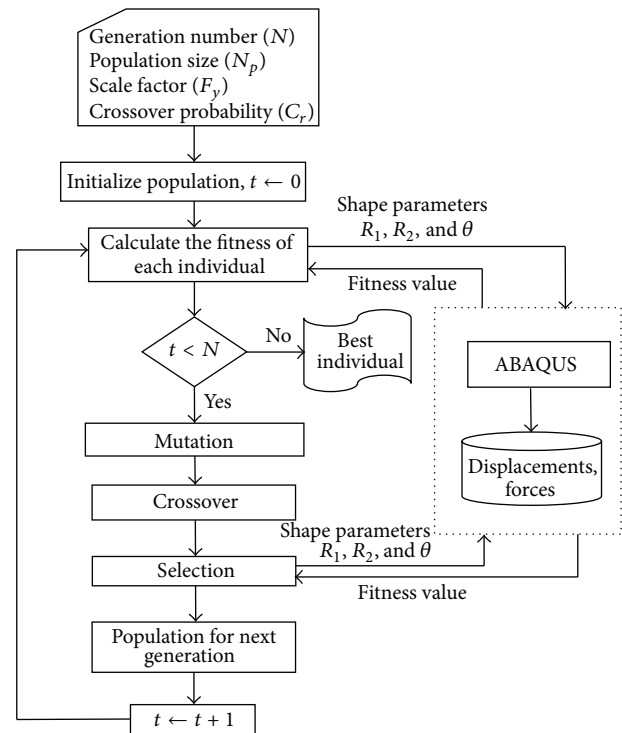 Generation number (N)
Population size (N_p)
Scale factor (F_y)
Crossover probability (C_r)
Initialize population, t ← 0
Shape parameters
R_1, R_2, and θ
Calculate the fitness of
each individual
Fitness value
t < N
No
Best
individual
ABAQUS
Yes
Mutation
Displacements,
forces
Crossover
Shape parameters
R_1, R_2, and θ
Selection
Fitness value
Population for next
generation
t ← t + 1